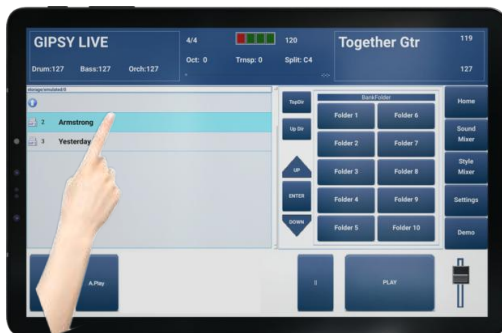 GIPSY LIVE
4/4
120
Together Gtr
119
Oct: 0
Trnsp: 0
Split: C4
Drum:127
Bass:127
Orch:127
127
2
Armstrong
3
Yesterday
TopDir
Up Dir
UP
ENTER
DOWN
BankFolder
Folder 1
Folder 6
Folder 2
Folder 7
Folder 3
Folder 8
Folder 4
Folder 9
Folder 5
Folder 10
Home
Sound
Mixer
Style
Mixer
Settings
Demo
A.Play
||
PLAY